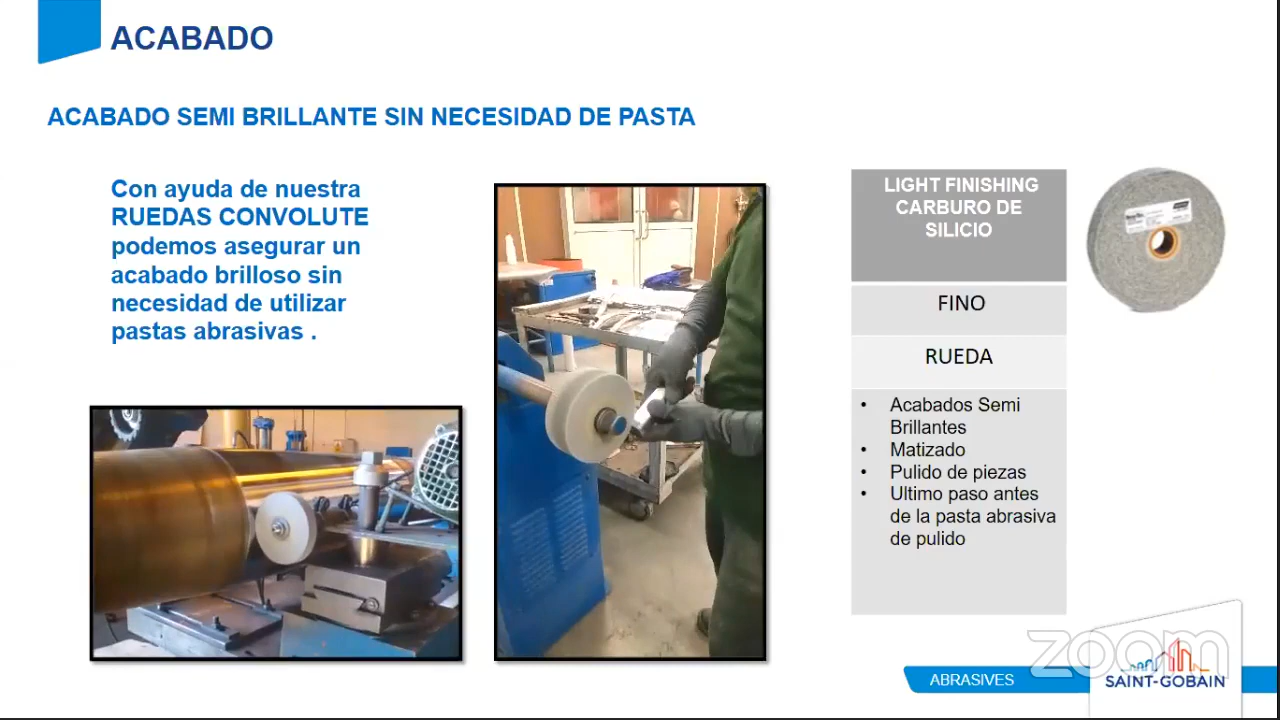 ACABADO
ACABADO SEMI BRILLANTE SIN NECESIDAD DE PASTA
Con ayuda de nuestra
RUEDAS CONVOLUTE
podemos asegurar un
acabado brilloso sin
necesidad de utilizar
pastas abrasivas .
LIGHT FINISHING
CARBURO DE
SILICIO
FINO
RUEDA
• Acabados Semi
Brillantes
• Matizado
• Pulido de piezas
• Ultimo paso antes
de la pasta abrasiva
de pulido
zoom
ABRASIVES
SAINT-GOBAIN